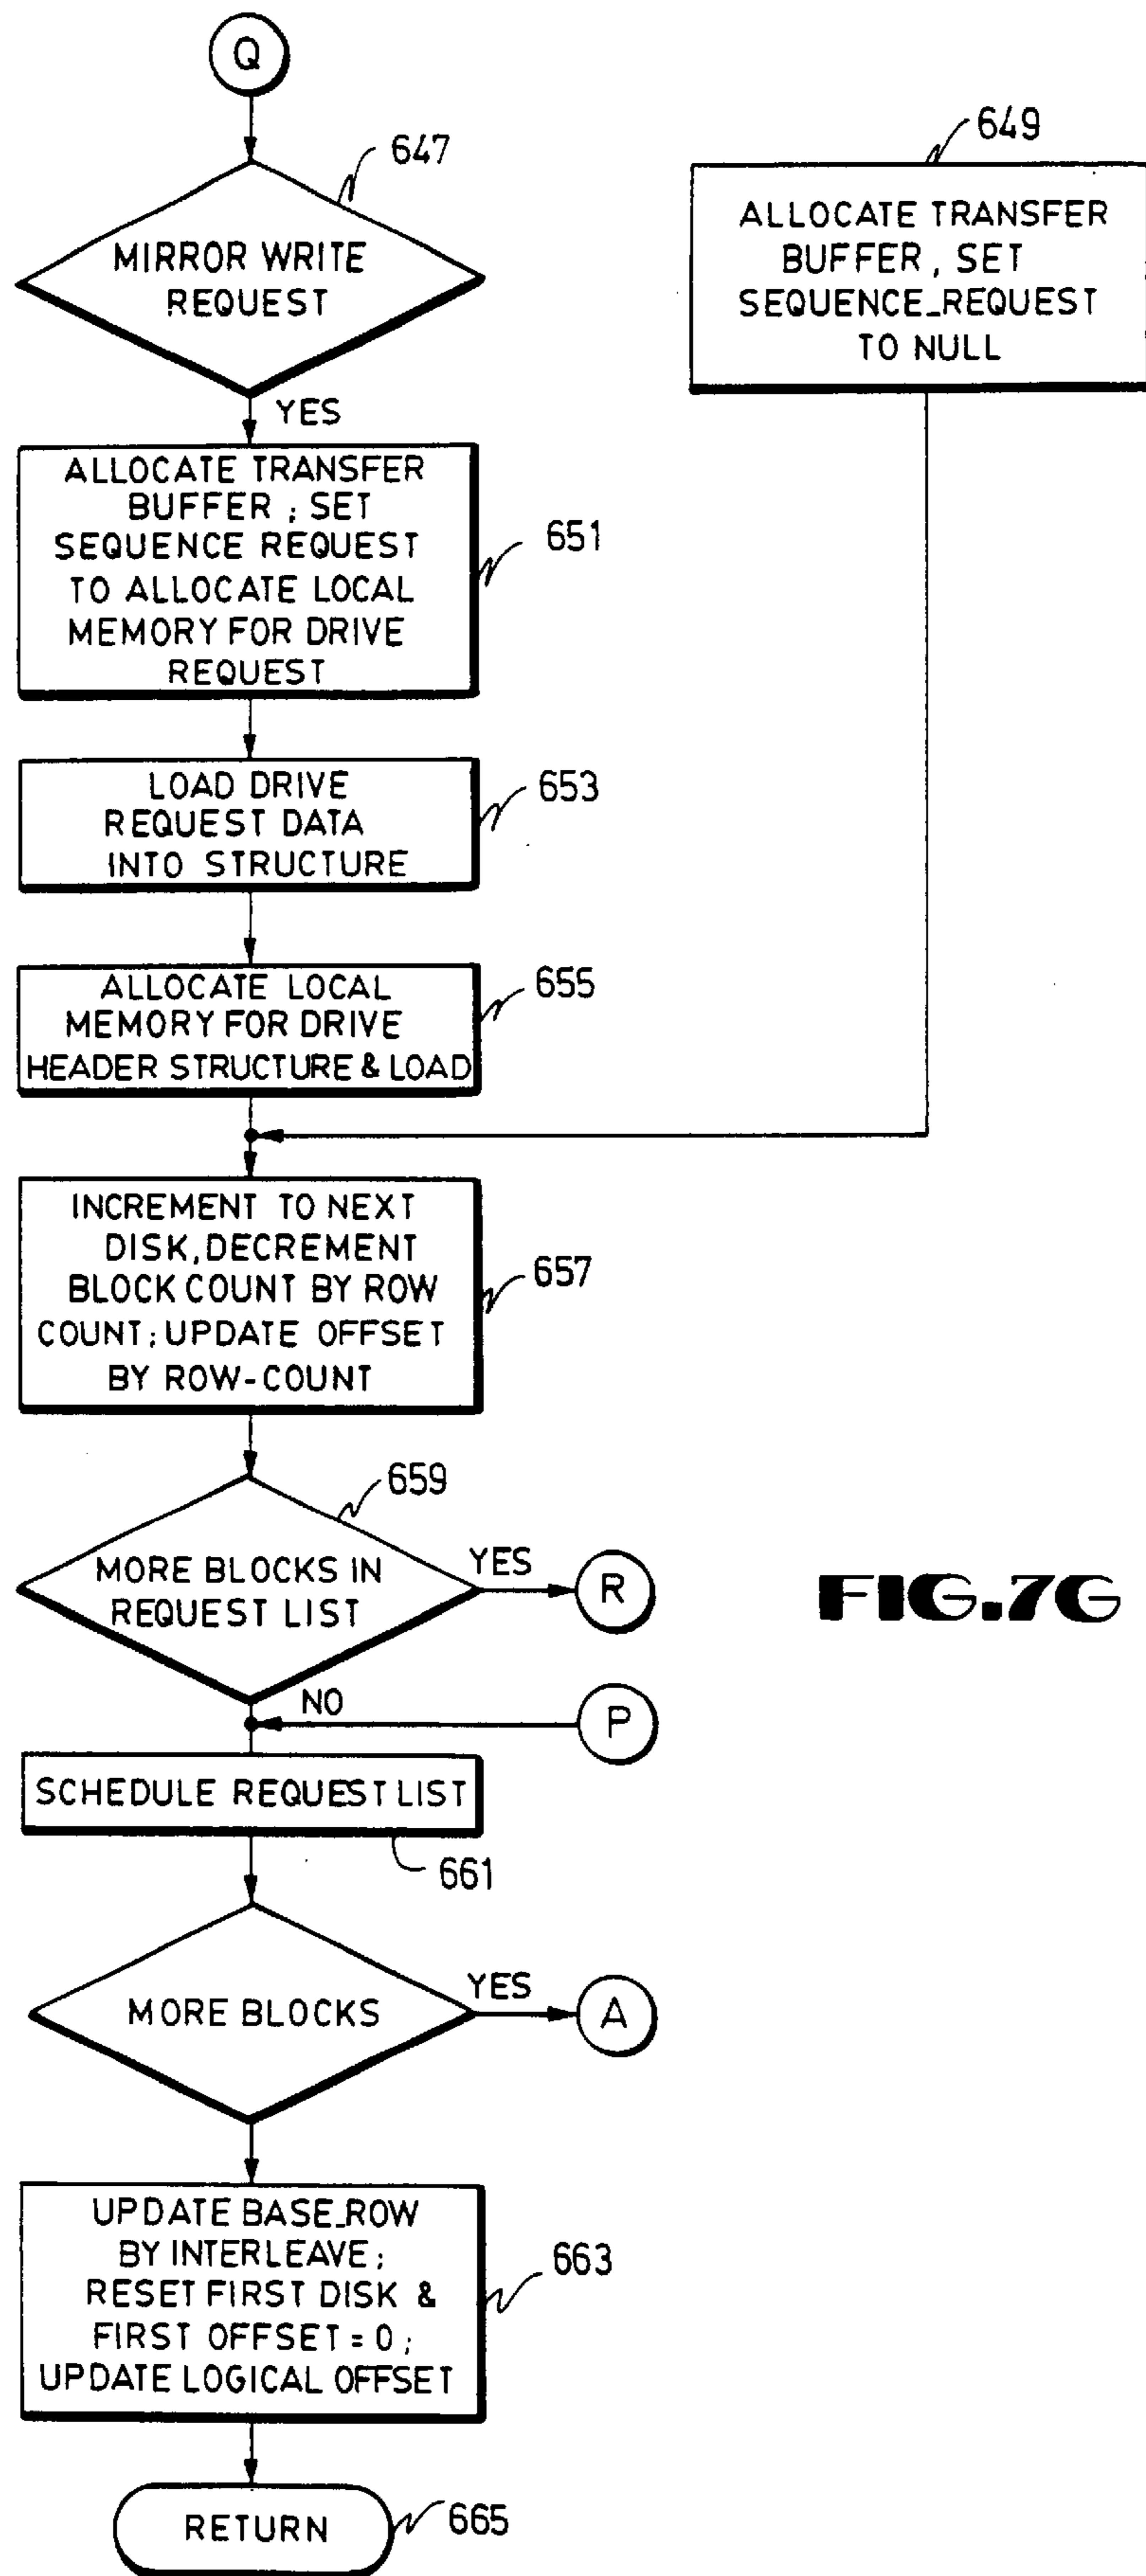 Q
647
MIRROR WRITE
REQUEST
YES
649
ALLOCATE TRANSFER
BUFFER, SET
SEQUENCE_REQUEST
TO NULL
ALLOCATE TRANSFER
BUFFER ; SET
SEQUENCE REQUEST
TO ALLOCATE LOCAL
MEMORY FOR DRIVE
REQUEST
651
LOAD DRIVE
REQUEST DATA
INTO STRUCTURE
653
ALLOCATE LOCAL
MEMORY FOR DRIVE
HEADER STRUCTURE & LOAD
655
INCREMENT TO NEXT
DISK, DECREMENT
BLOCK COUNT BY ROW
COUNT; UPDATE OFFSET
BY ROW-COUNT
657
659
MORE BLOCKS IN
REQUEST LIST
YES
R
FIG.7G
NO
P
SCHEDULE REQUEST LIST
661
MORE BLOCKS
YES
A
UPDATE BASE_ROW
BY INTERLEAVE;
RESET FIRST DISK &
FIRST OFFSET = 0;
UPDATE LOGICAL OFFSET
663
RETURN
665